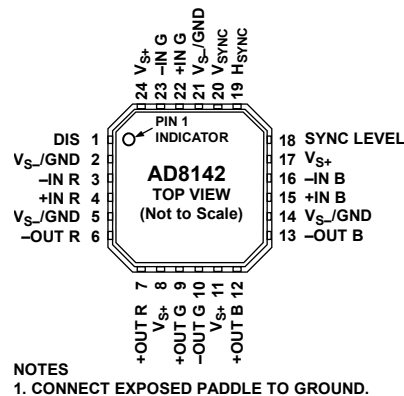 24 VS+
23 –IN G
22 +IN G
21 VS–/GND
20 VSYNC
19 HSYNC
PIN 1
INDICATOR
DIS 1
VS–/GND 2
–IN R 3
+IN R 4
VS–/GND 5
–OUT R 6
AD8142
TOP VIEW
(Not to Scale)
18 SYNC LEVEL
17 VS+
16 –IN B
15 +IN B
14 VS–/GND
13 –OUT B
+OUT R 7
VS+ 8
+OUT G 9
–OUT G 10
VS+ 11
+OUT B 12
NOTES
1. CONNECT EXPOSED PADDLE TO GROUND.